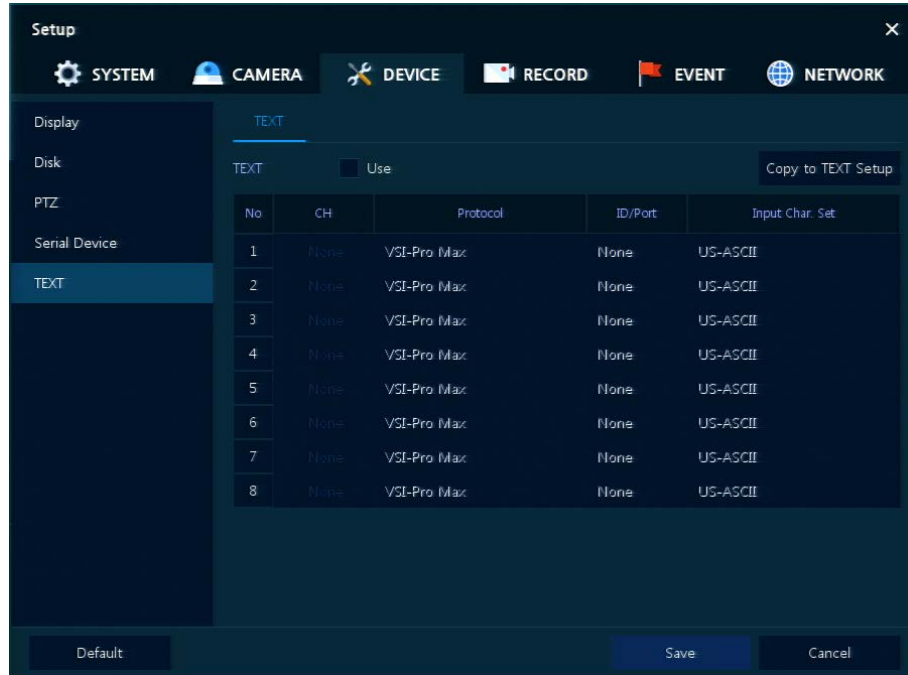 Setup
SYSTEM CAMERA DEVICE RECORD EVENT NETWORK
Display
Disk
PTZ
Serial Device
TEXT
TEXT
TEXT Use Copy to TEXT Setup
No CH Protocol ID/Port Input Char. Set
1 None VSI-Pro Max None US-ASCII
2 None VSI-Pro Max None US-ASCII
3 None VSI-Pro Max None US-ASCII
4 None VSI-Pro Max None US-ASCII
5 None VSI-Pro Max None US-ASCII
6 None VSI-Pro Max None US-ASCII
7 None VSI-Pro Max None US-ASCII
8 None VSI-Pro Max None US-ASCII
Default Save Cancel